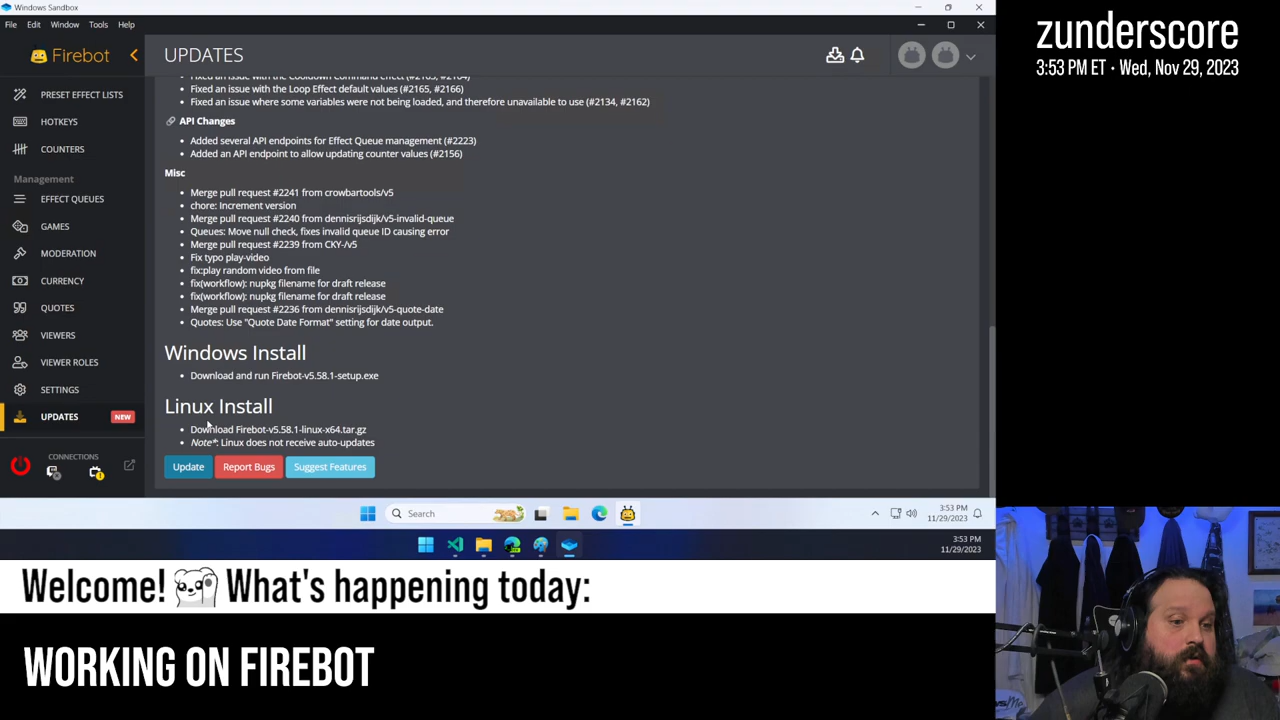 Windows Sandbox
File Edit Window Tools Help
Firebot
UPDATES
zunderscore
3:53 PM ET • Wed, Nov 29, 2023
PRESET EFFECT LISTS
HOTKEYS
COUNTERS
Management
EFFECT QUEUES
GAMES
MODERATION
CURRENCY
QUOTES
VIEWERS
VIEWER ROLES
SETTINGS
UPDATES NEW
CONNECTIONS
• Fixed an issue with the Cooldown Command Effect (#2163, #2164)
• Fixed an issue with the Loop Effect default values (#2165, #2166)
• Fixed an issue where some variables were not being loaded, and therefore unavailable to use (#2134, #2162)
API Changes
• Added several API endpoints for Effect Queue management (#2223)
• Added an API endpoint to allow updating counter values (#2156)
Misc
• Merge pull request #2241 from crowbartools/v5
• chore: Increment version
• Merge pull request #2240 from dennisrijsdijk/v5-invalid-queue
• Queues: Move null check, fixes invalid queue ID causing error
• Merge pull request #2239 from CKY-/v5
• Fix typo play-video
• fix:play random video from file
• fix(workflow): nupkg filename for draft release
• fix(workflow): nupkg filename for draft release
• Merge pull request #2236 from dennisrijsdijk/v5-quote-date
• Quotes: Use "Quote Date Format" setting for date output.
Windows Install
• Download and run Firebot-v5.58.1-setup.exe
Linux Install
• Download Firebot-v5.58.1-linux-x64.tar.gz
• Note*: Linux does not receive auto-updates
Update Report Bugs Suggest Features
Search
3:53 PM
11/29/2023
3:53 PM
11/29/2023
Welcome! What's happening today:
WORKING ON FIREBOT